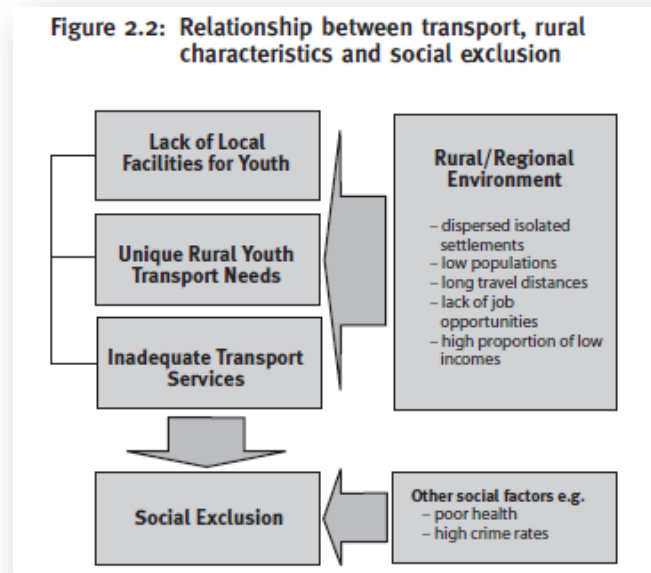 Figure 2.2: Relationship between transport, rural
characteristics and social exclusion
Lack of Local
Facilities for Youth
Unique Rural Youth
Transport Needs
Inadequate Transport
Services
Rural/Regional
Environment
– dispersed isolated
settlements
– low populations
– long travel distances
– lack of job
opportunities
– high proportion of low
incomes
Social Exclusion
Other social factors e.g.
– poor health
– high crime rates